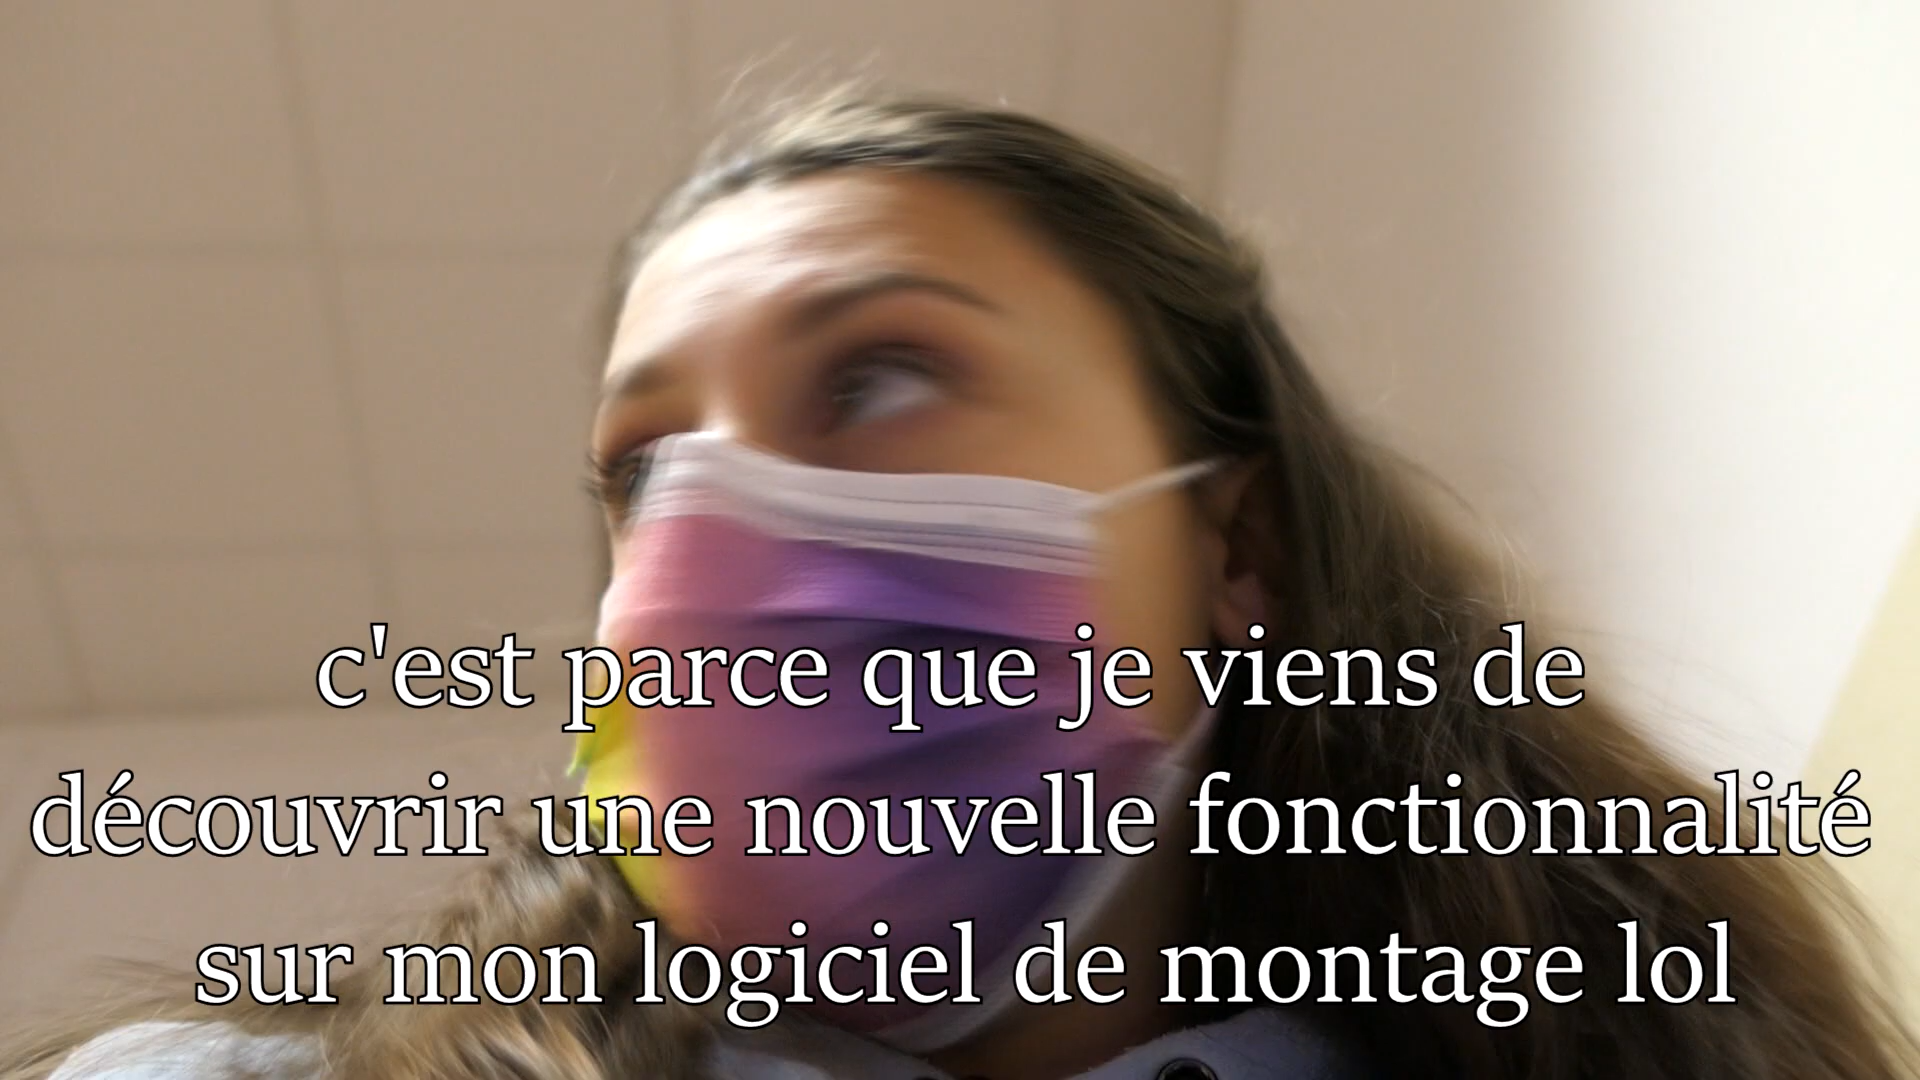 c'est parce que je viens de
découvrir une nouvelle fonctionnalité
sur mon logiciel de montage lol